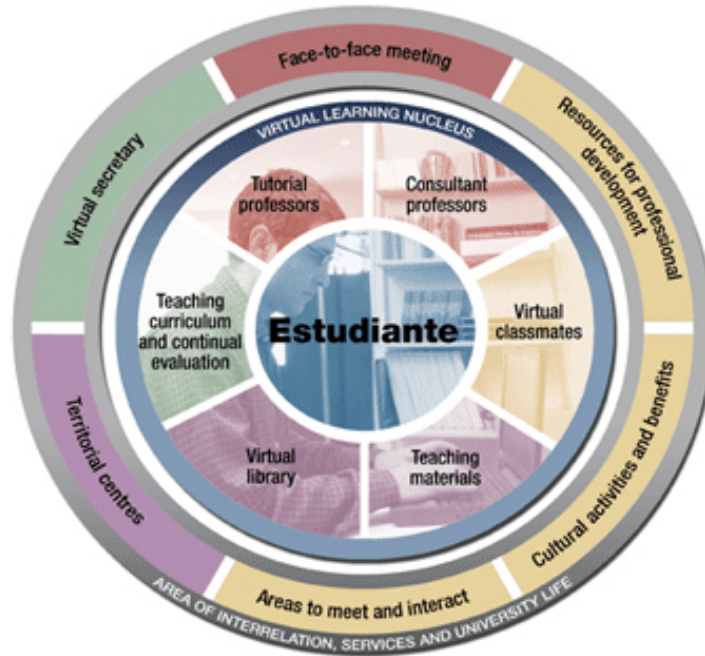 Face-to-face meeting
Resources for professional
development
Virtual secretary
VIRTUAL LEARNING NUCLEUS
Tutorial
professors
Consultant
professors
Teaching
curriculum
and continual
evaluation
Estudiante
Virtual
classmates
Virtual
library
Teaching
materials
Territorial centres
Cultural activities and benefits
Areas to meet and interact
AREA OF INTERRELATION, SERVICES AND UNIVERSITY LIFE